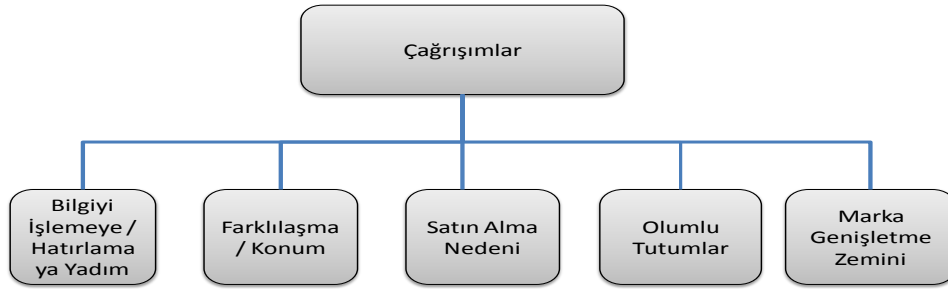 Çağrışımlar
Bilgiyi
İşlemeye /
Hatırlama
ya Yadım
Farklılaşma
/ Konum
Satın Alma
Nedeni
Olumlu
Tutumlar
Marka
Genişletme
Zemini